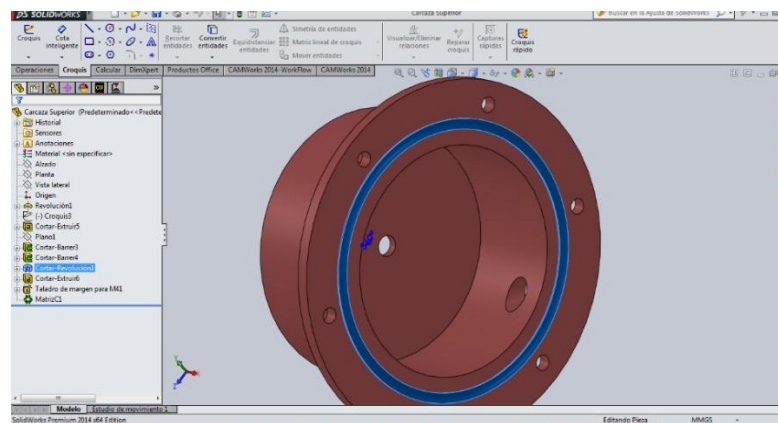 DS SOLIDWORKS
Carcaza Superior
Buscar en la Ayuda de SolidWorks
Croquis
Cota inteligente
Recortar entidades
Convertir entidades
Equidistanciar entidades
Simetría de entidades
Matriz lineal de croquis
Mover entidades
Visualizar/Eliminar relaciones
Reparar croquis
Capturas rápidas
Croquis rápido
Operaciones Croquis Calcular DimXpert Productos Office CAMWorks 2014-WorkFlow CAMWorks 2014
Carcaza Superior (Predeterminado<<Predete
Historial
Sensores
Anotaciones
Material <sin especificar>
Alzado
Planta
Vista lateral
Origen
Revolución1
(-) Croquis3
Cortar-Extruir5
Plano1
Cortar-Barrer3
Cortar-Barrer4
Cortar-Revolución1
Cortar-Extruir6
Taladro de margen para M41
MatrizC1
Modelo Estudio de movimiento 1
SolidWorks Premium 2014 x64 Edition
Editando Pieza
MMGS